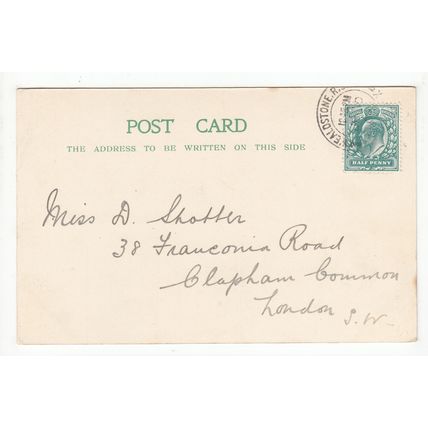 POST CARD
THE ADDRESS TO BE WRITTEN ON THIS SIDE
WEALDSTONE.R.S.O.
HALF PENNY
Miss D. Shotter
38 Franconia Road
Clapham Common
London S.W.